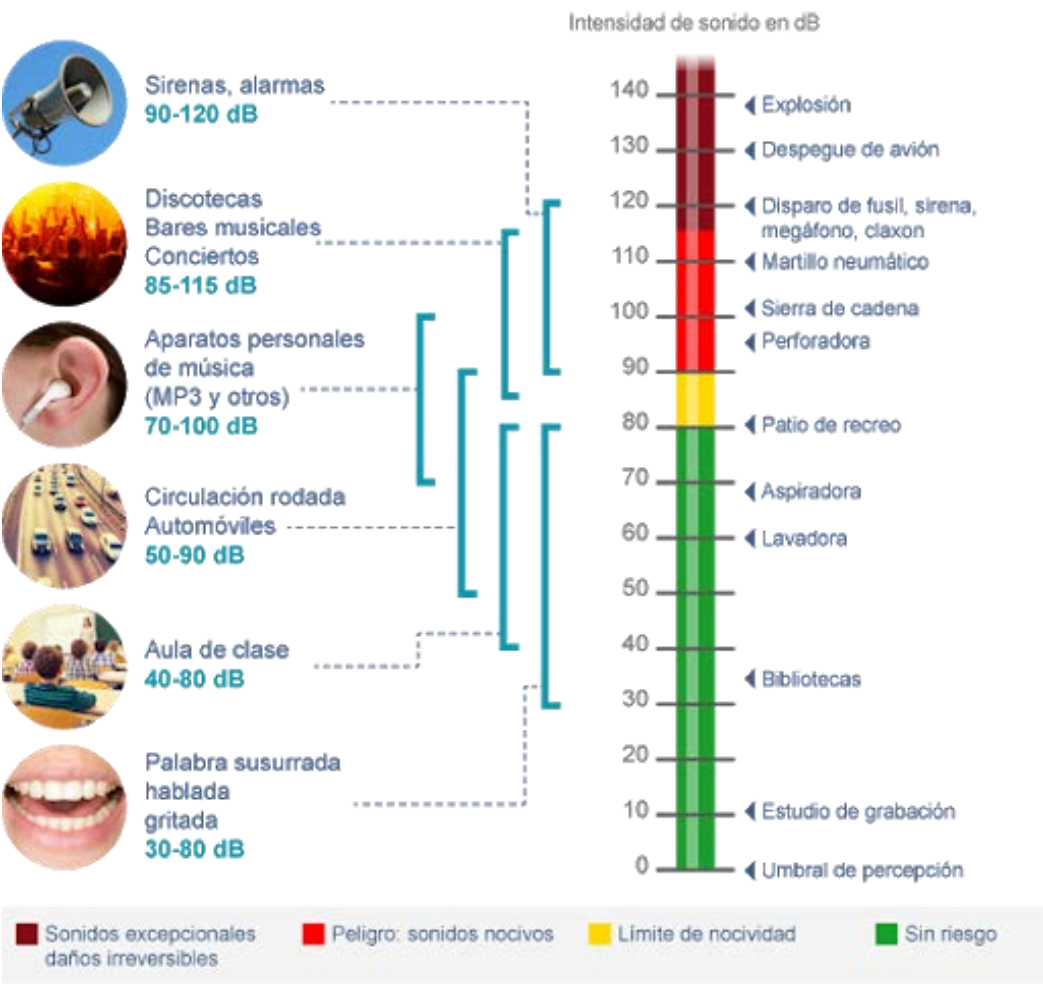 Intensidad de sonido en dB
Sirenas, alarmas
90-120 dB
Discotecas
Bares musicales
Conciertos
85-115 dB
Aparatos personales
de música
(MP3 y otros)
70-100 dB
Circulación rodada
Automóviles
50-90 dB
Aula de clase
40-80 dB
Palabra susurrada
hablada
gritada
30-80 dB
140
130
120
110
100
90
80
70
60
50
40
30
20
10
0
Explosión
Despegue de avión
Disparo de fusil, sirena,
megáfono, claxon
Martillo neumático
Sierra de cadena
Perforadora
Patio de recreo
Aspiradora
Lavadora
Bibliotecas
Estudio de grabación
Umbral de percepción
Sonidos excepcionales
daños irreversibles
Peligro: sonidos nocivos
Límite de nocividad
Sin riesgo